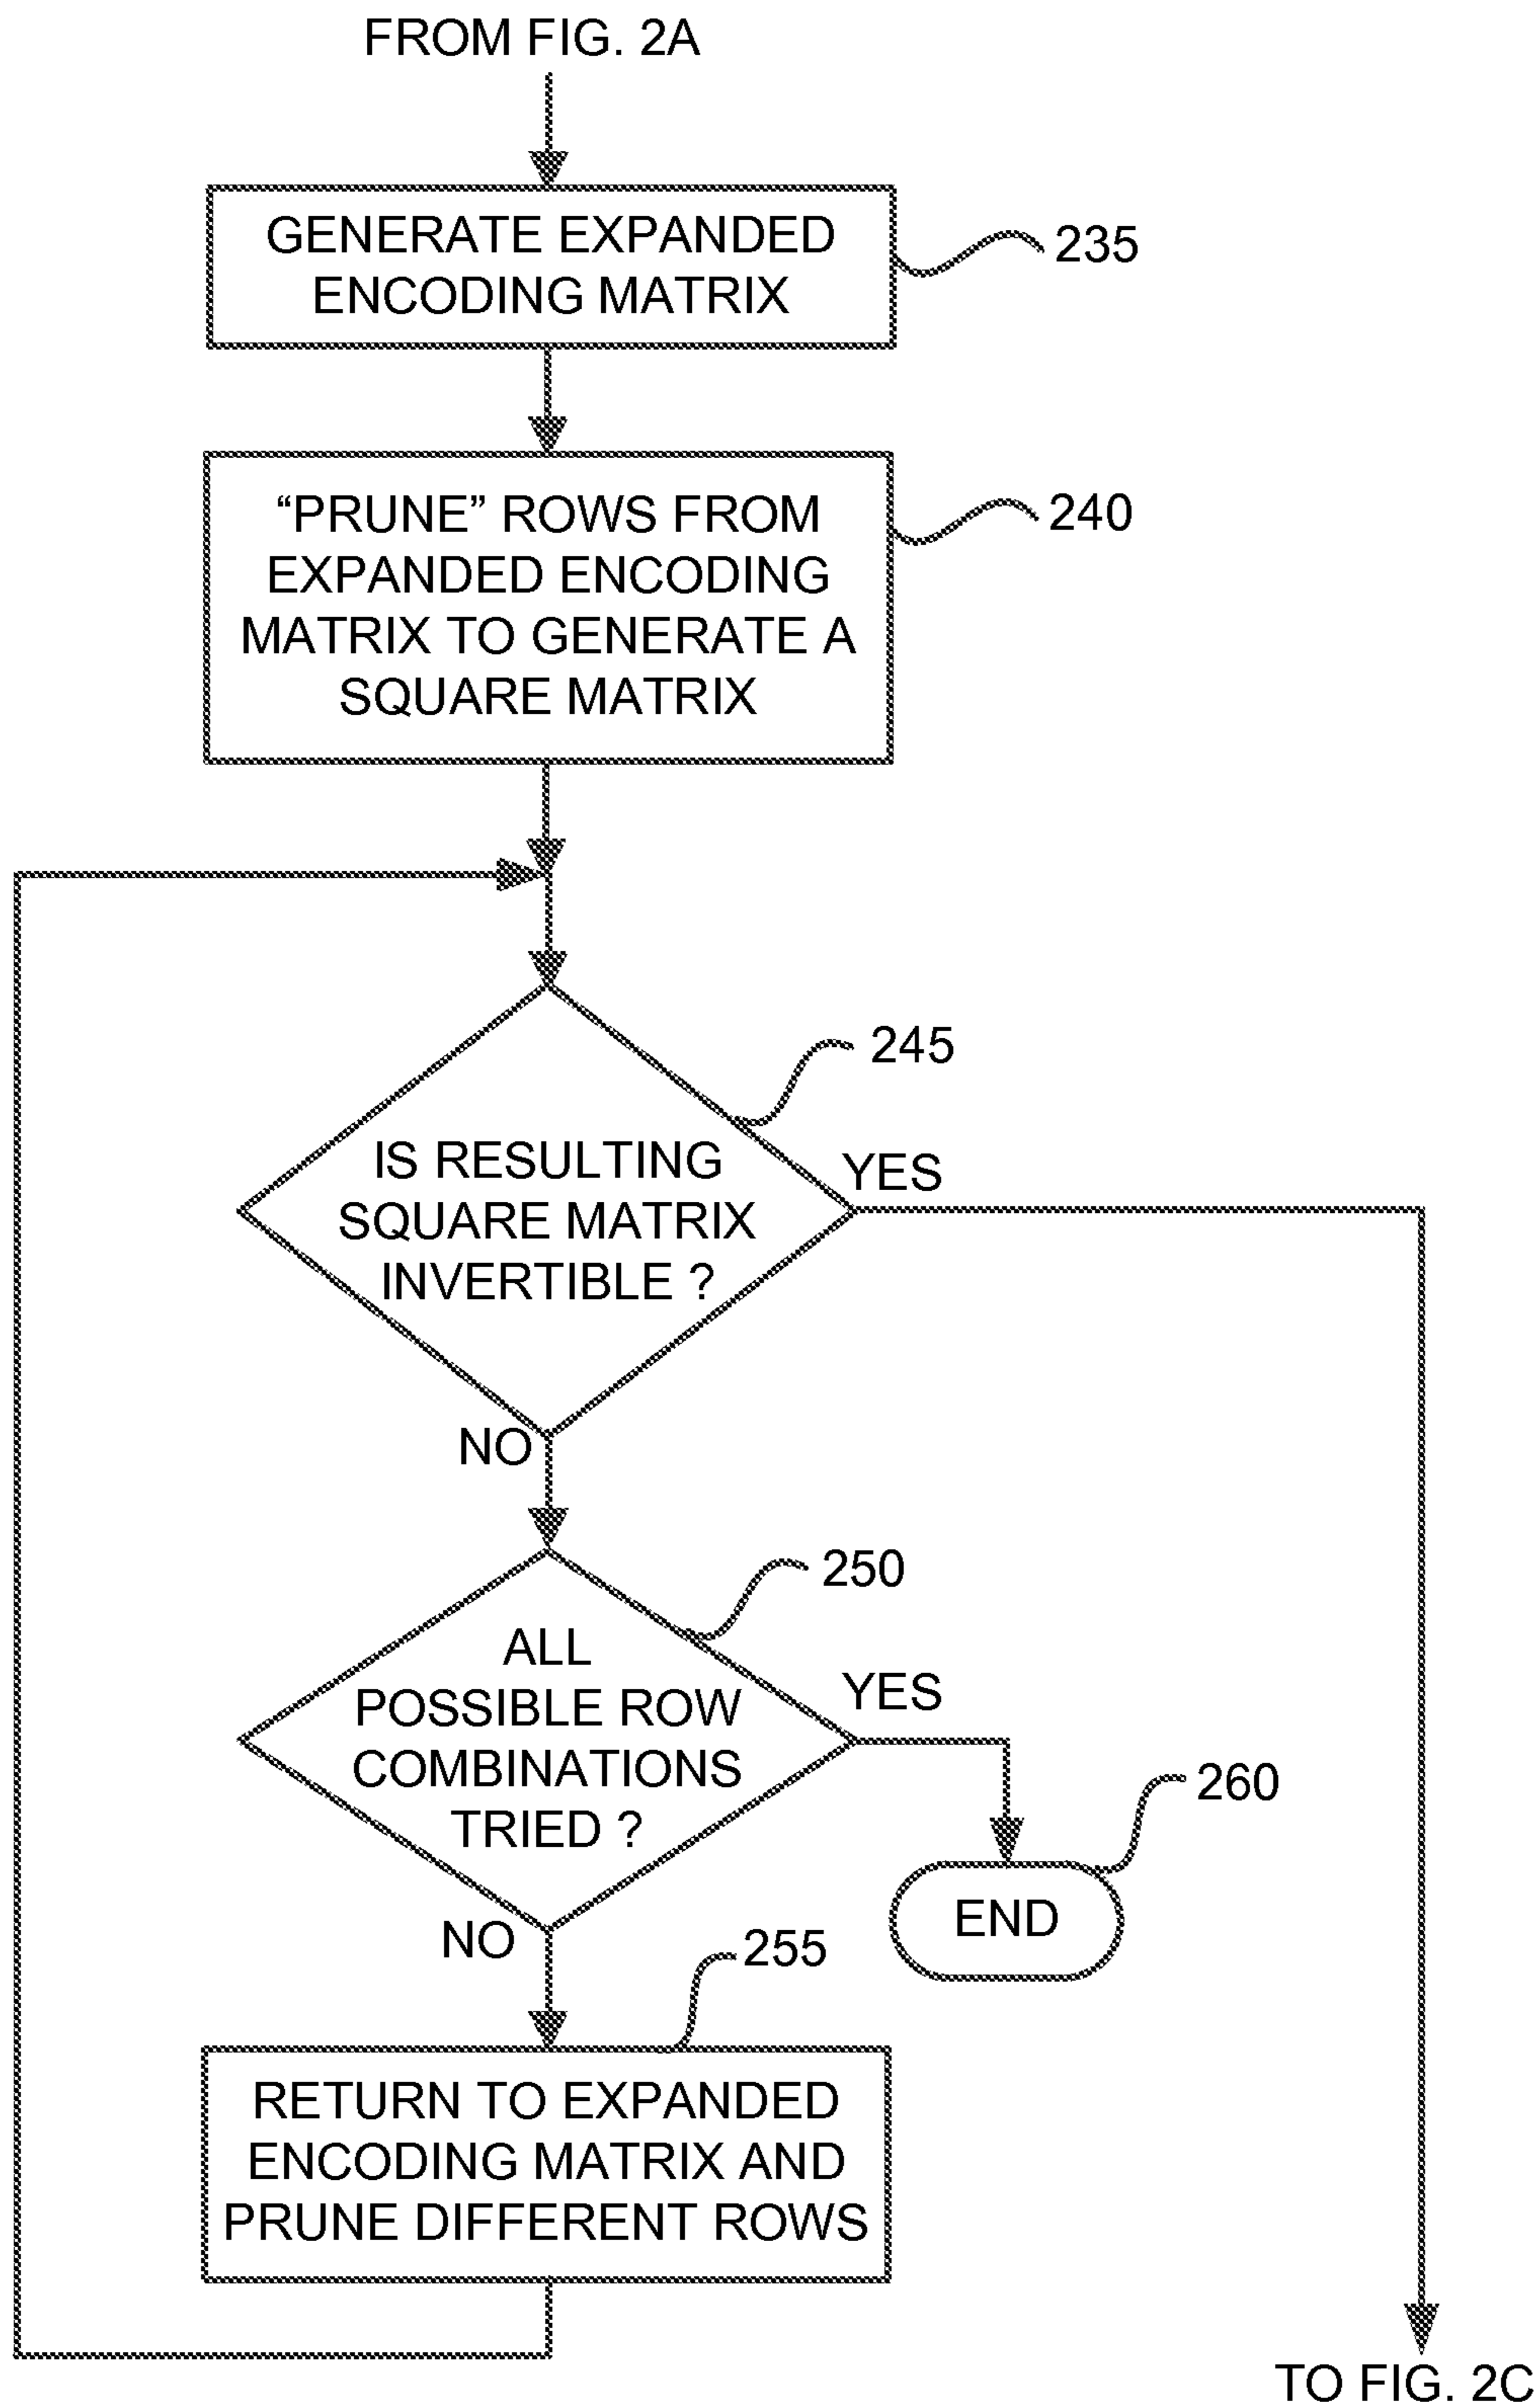 FROM FIG. 2A
GENERATE EXPANDED
ENCODING MATRIX
235
“PRUNE” ROWS FROM
EXPANDED ENCODING
MATRIX TO GENERATE A
SQUARE MATRIX
240
245
IS RESULTING
SQUARE MATRIX
INVERTIBLE ?
YES
NO
250
ALL
POSSIBLE ROW
COMBINATIONS
TRIED ?
YES
260
END
NO
255
RETURN TO EXPANDED
ENCODING MATRIX AND
PRUNE DIFFERENT ROWS
TO FIG. 2C